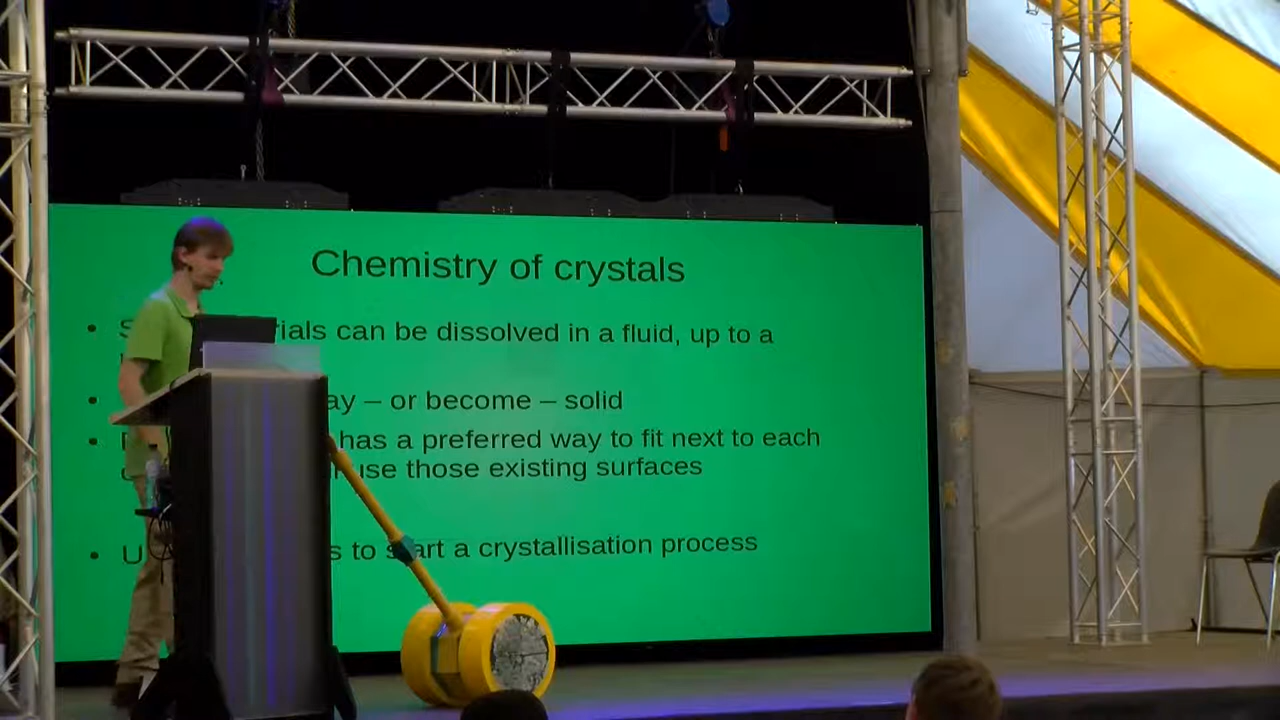 Chemistry of crystals
rials can be dissolved in a fluid, up to a
ay – or become – solid
has a preferred way to fit next to each
use those existing surfaces
s to start a crystallisation process